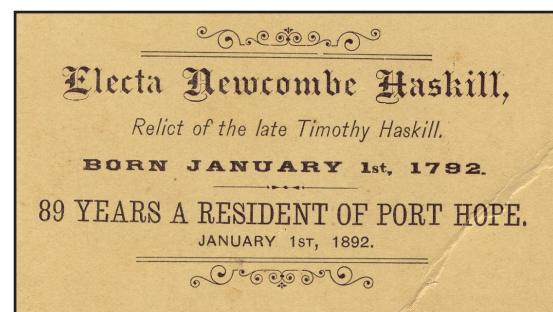 Electa Newcombe Haskill,
Relict of the late Timothy Haskill.
BORN JANUARY 1st, 1792.
89 YEARS A RESIDENT OF PORT HOPE.
JANUARY 1ST, 1892.